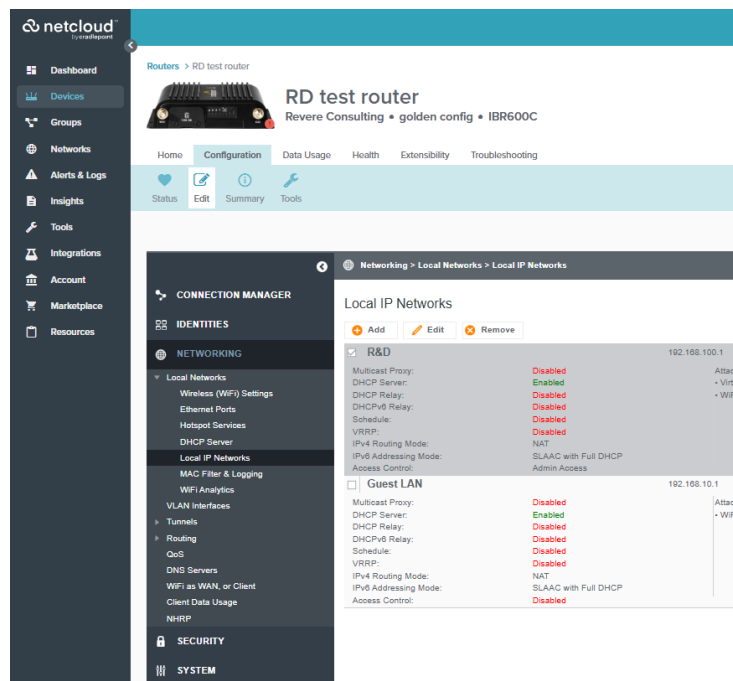 netcloud
by cradlepoint
Dashboard
Devices
Groups
Networks
Alerts & Logs
Insights
Tools
Integrations
Account
Marketplace
Resources
Routers > RD test router
RD test router
Revere Consulting • golden config • IBR600C
Home Configuration Data Usage Health Extensibility Troubleshooting
Status Edit Summary Tools
CONNECTION MANAGER
IDENTITIES
NETWORKING
Local Networks
Wireless (WiFi) Settings
Ethernet Ports
Hotspot Services
DHCP Server
Local IP Networks
MAC Filter & Logging
WiFi Analytics
VLAN Interfaces
Tunnels
Routing
QoS
DNS Servers
WiFi as WAN, or Client
Client Data Usage
NHRP
SECURITY
SYSTEM
Networking > Local Networks > Local IP Networks
Local IP Networks
Add Edit Remove
R&D 192.168.100.1
Multicast Proxy: Disabled Attac
DHCP Server: Enabled • Virt
DHCP Relay: Disabled • WiF
DHCPv6 Relay: Disabled
Schedule: Disabled
VRRP: Disabled
IPv4 Routing Mode: NAT
IPv6 Addressing Mode: SLAAC with Full DHCP
Access Control: Admin Access
Guest LAN 192.168.10.1
Multicast Proxy: Disabled Attac
DHCP Server: Enabled • WiF
DHCP Relay: Disabled
DHCPv6 Relay: Disabled
Schedule: Disabled
VRRP: Disabled
IPv4 Routing Mode: NAT
IPv6 Addressing Mode: SLAAC with Full DHCP
Access Control: Disabled